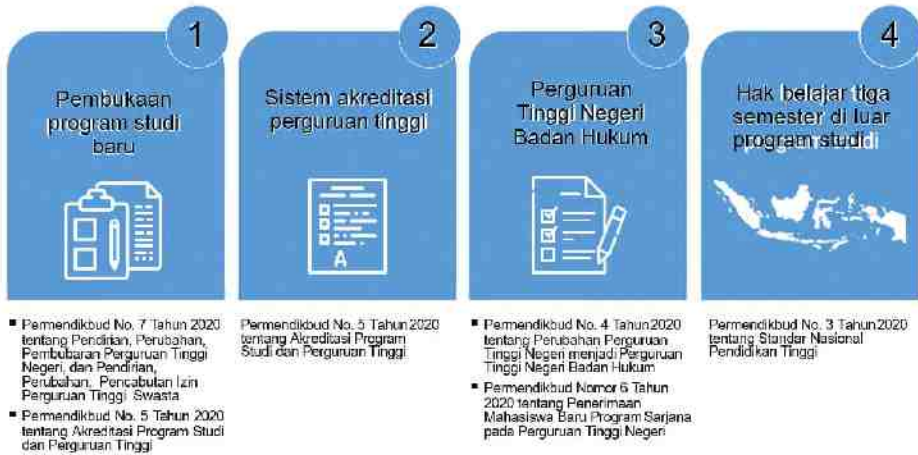 1
Pembukaan
program studi
baru
2
Sistem akreditasi
perguruan tinggi
A
3
Perguruan
Tinggi Negeri
Badan Hukum
4
Hak belajar tiga
semester di luar
program studi
▪ Permendikbud No. 7 Tahun 2020
tentang Pendirian, Perubahan,
Pembubaran Perguruan Tinggi
Negeri, dan Pendirian,
Perubahan, Pencabutan Izin
Perguruan Tinggi Swasta
▪ Permendikbud No. 5 Tahun 2020
tentang Akreditasi Program Studi
dan Perguruan Tinggi
Permendikbud No. 5 Tahun 2020
tentang Akreditasi Program
Studi dan Perguruan Tinggi
▪ Permendikbud No. 4 Tahun 2020
tentang Perubahan Perguruan
Tinggi Negeri menjadi Perguruan
Tinggi Negeri Badan Hukum
▪ Permendikbud Nomor 6 Tahun
2020 tentang Penerimaan
Mahasiswa Baru Program Sarjana
pada Perguruan Tinggi Negeri
Permendikbud No. 3 Tahun 2020
tentang Standar Nasional
Pendidikan Tinggi